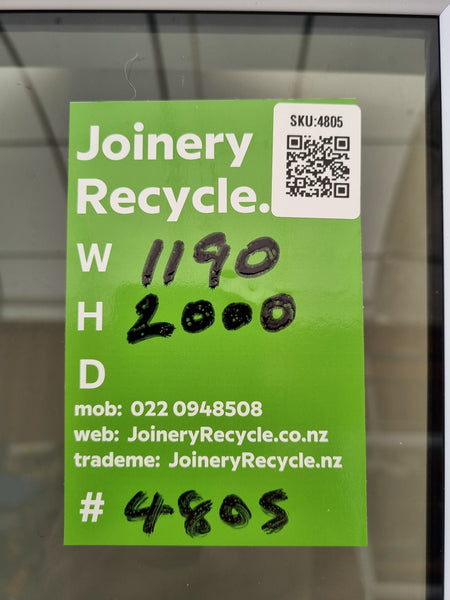 SKU:4805
Joinery
Recycle.
W 1190
H 2000
D
mob: 022 0948508
web: JoineryRecycle.co.nz
trademe: JoineryRecycle.nz
# 4805